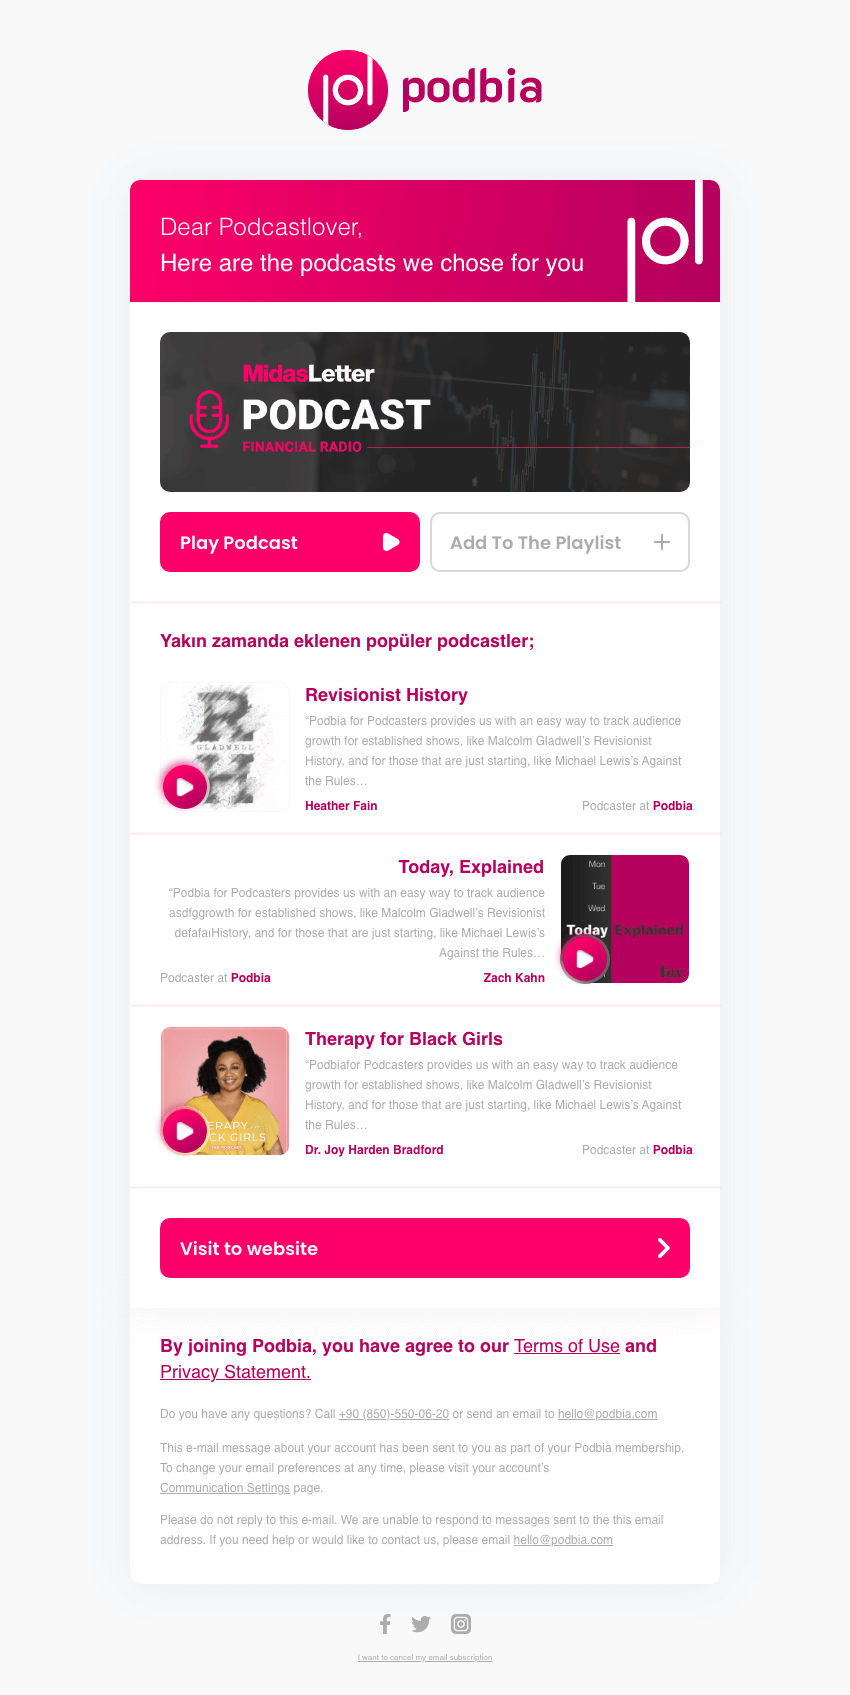 podbia
Dear Podcastlover,
Here are the podcasts we chose for you
MidasLetter
PODCAST
FINANCIAL RADIO
Play Podcast
Add To The Playlist
Yakın zamanda eklenen popüler podcastler;
GLADWELL
Revisionist History
“Podbia for Podcasters provides us with an easy way to track audience
growth for established shows, like Malcolm Gladwell’s Revisionist
History, and for those that are just starting, like Michael Lewis’s Against
the Rules…
Heather Fain
Podcaster at Podbia
Today, Explained
“Podbia for Podcasters provides us with an easy way to track audience
asdfggrowth for established shows, like Malcolm Gladwell’s Revisionist
defafaıHistory, and for those that are just starting, like Michael Lewis’s
Against the Rules…
Podcaster at Podbia
Zach Kahn
Mon
Tue
Wed
Today Explained
Vox
Therapy for Black Girls
“Podbiafor Podcasters provides us with an easy way to track audience
growth for established shows, like Malcolm Gladwell’s Revisionist
History, and for those that are just starting, like Michael Lewis’s Against
the Rules…
Dr. Joy Harden Bradford
Podcaster at Podbia
ERAPY
CK GIRLS
Visit to website
By joining Podbia, you have agree to our Terms of Use and
Privacy Statement.
Do you have any questions? Call +90 (850)-550-06-20 or send an email to hello@podbia.com
This e-mail message about your account has been sent to you as part of your Podbia membership.
To change your email preferences at any time, please visit your account’s
Communication Settings page.
Please do not reply to this e-mail. We are unable to respond to messages sent to the this email
address. If you need help or would like to contact us, please email hello@podbia.com
I want to cancel my email subscription